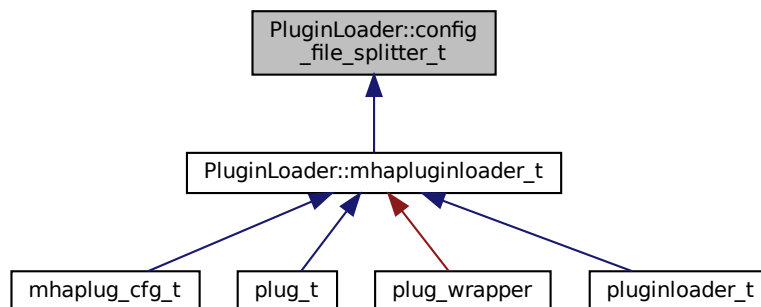 PluginLoader::config
_file_splitter_t
PluginLoader::mhapluginloader_t
mhaplug_cfg_t
plug_t
plug_wrapper
pluginloader_t